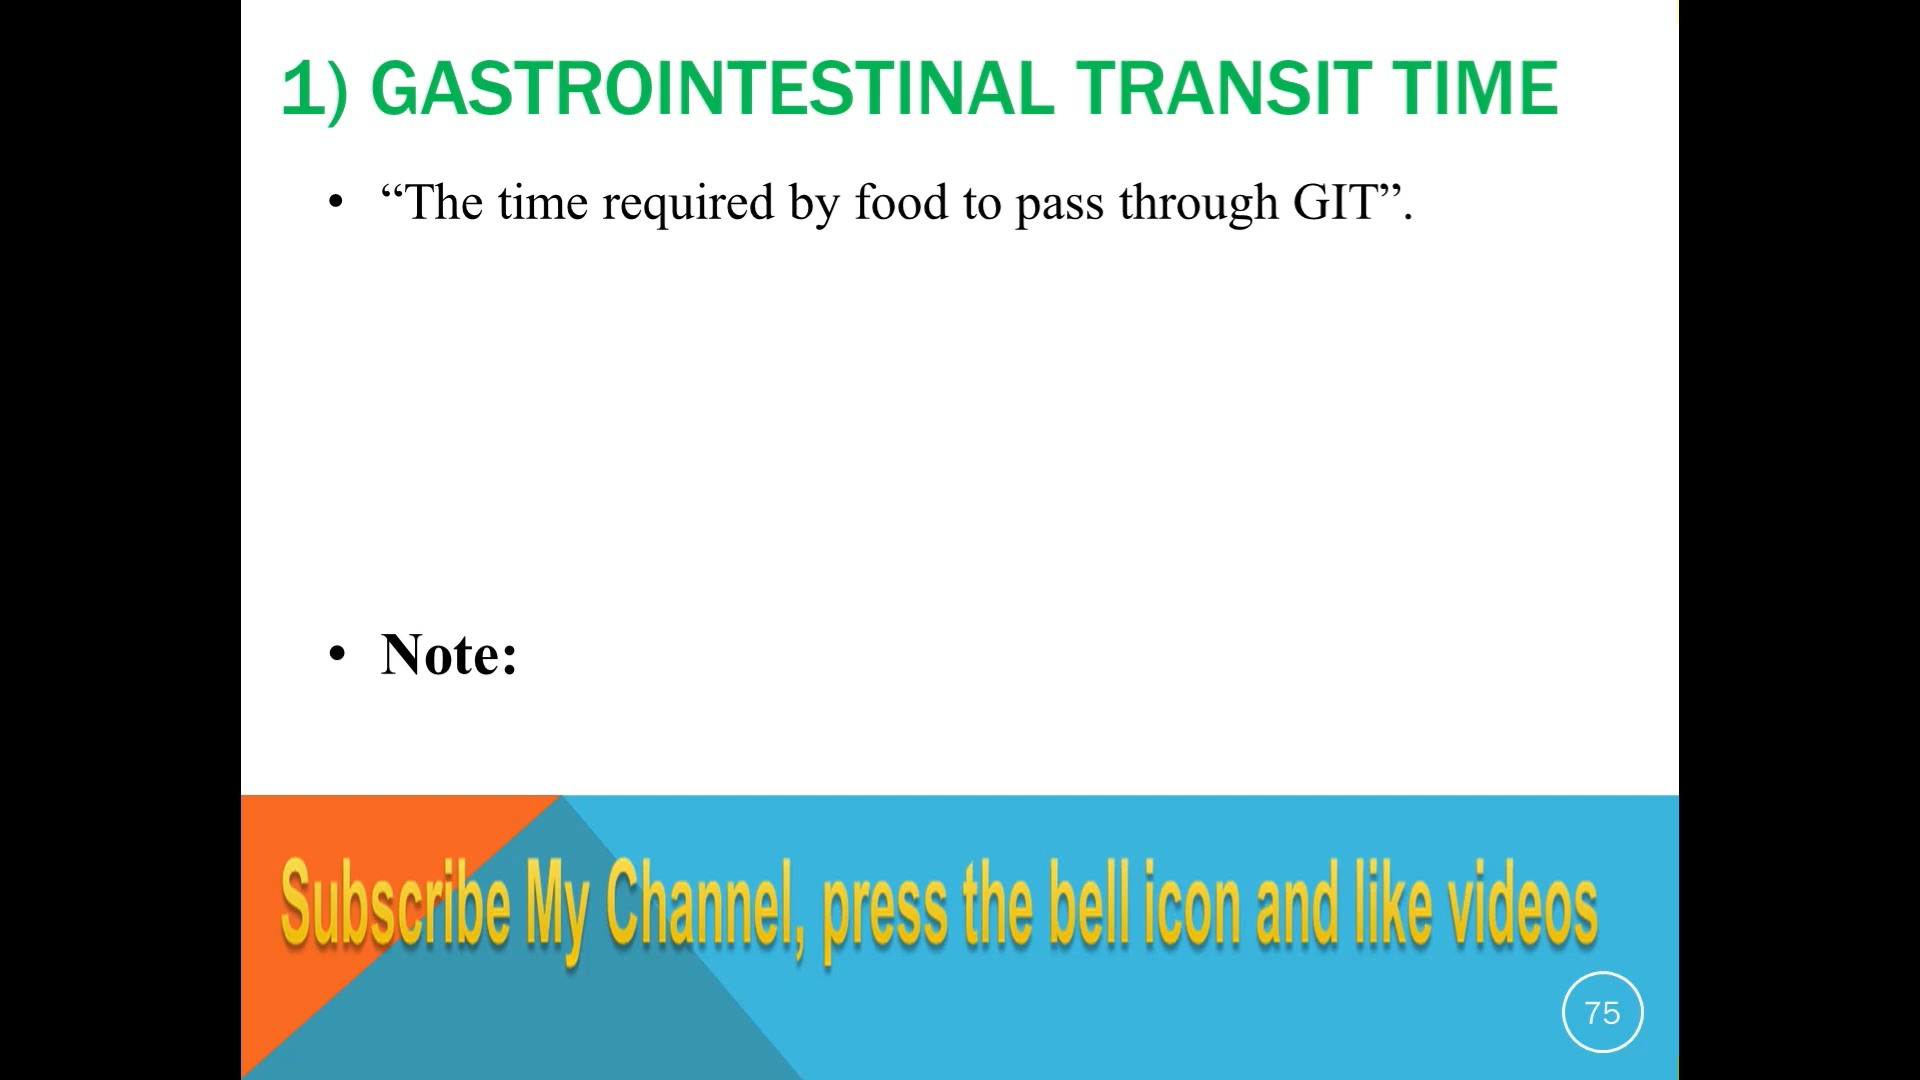 1) GASTROINTESTINAL TRANSIT TIME
• “The time required by food to pass through GIT”.
• Note:
Subscribe My Channel, press the bell icon and like videos
75